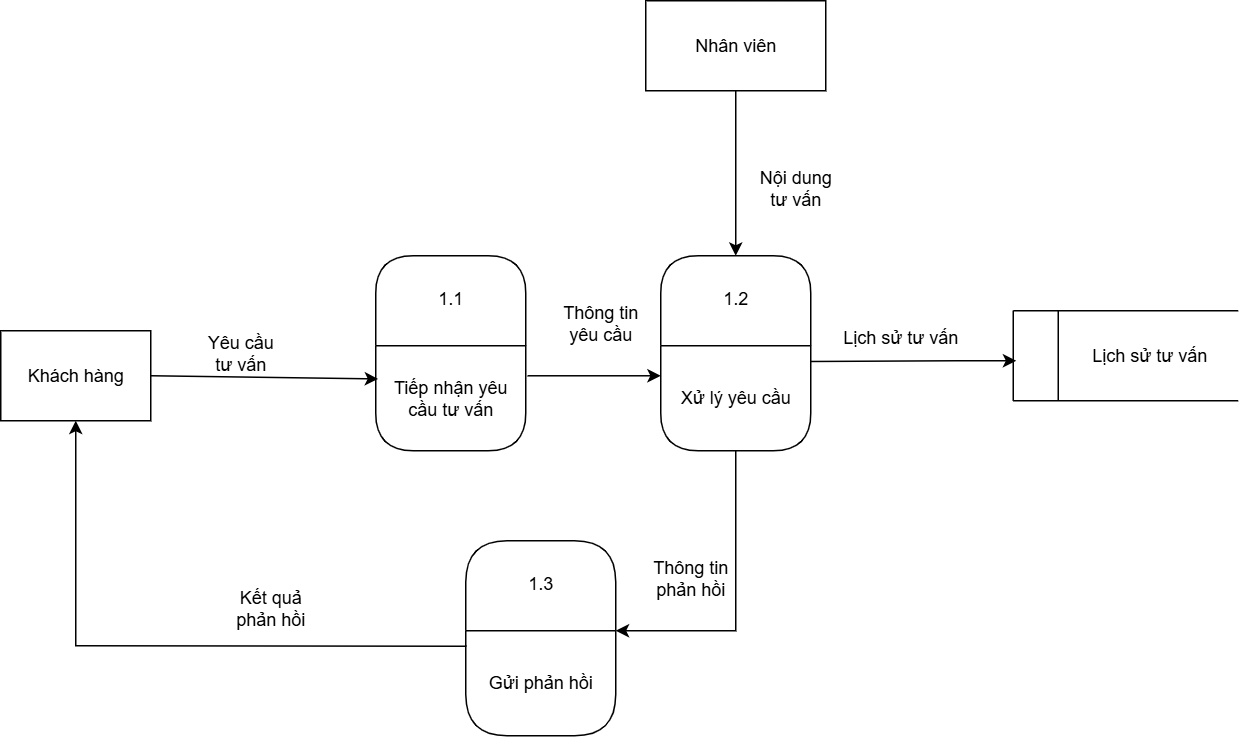 Nhân viên
Nội dung
tư vấn
1.1
1.2
Thông tin
yêu cầu
Yêu cầu
tư vấn
Lịch sử tư vấn
Lịch sử tư vấn
Khách hàng
Tiếp nhận yêu
cầu tư vấn
Xử lý yêu cầu
1.3
Thông tin
phản hồi
Kết quả
phản hồi
Gửi phản hồi